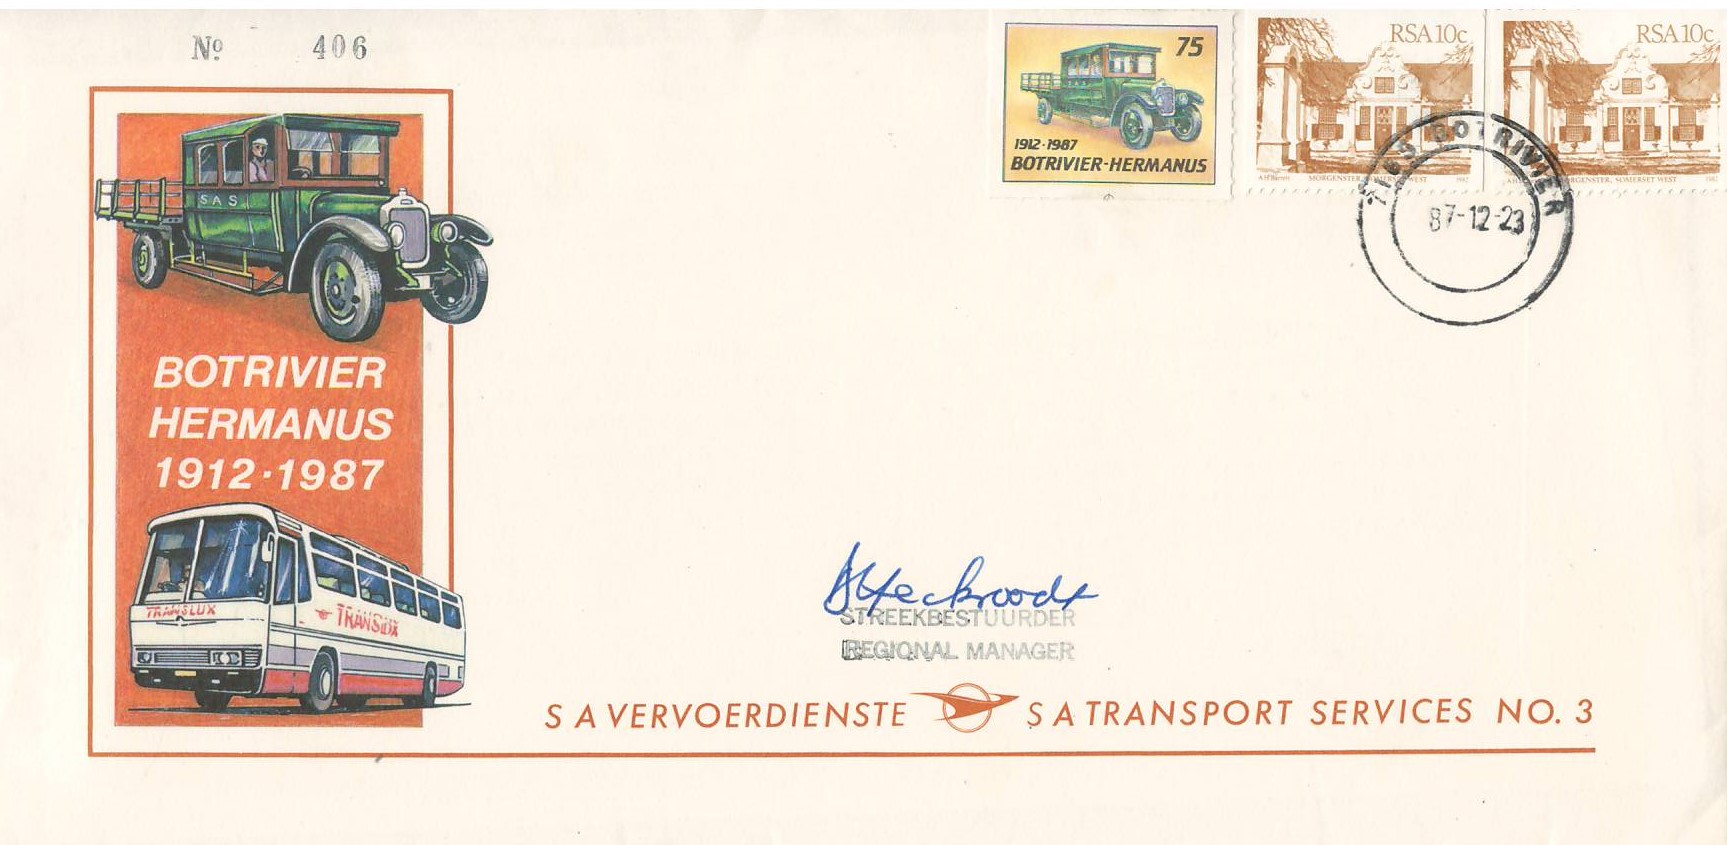 Nº 406
75
1912·1987
BOTRIVIER-HERMANUS
RSA 10c
MORGENSTER, SOMERSET WEST 1982
RSA 10c
MORGENSTER, SOMERSET WEST 1982
BOTRIVIER
87-12-23
SAS
BOTRIVIER
HERMANUS
1912·1987
TRANSLUX
TRANSLUX
STREEKBESTUURDER
REGIONAL MANAGER
S A VERVOERDIENSTE S A TRANSPORT SERVICES NO. 3